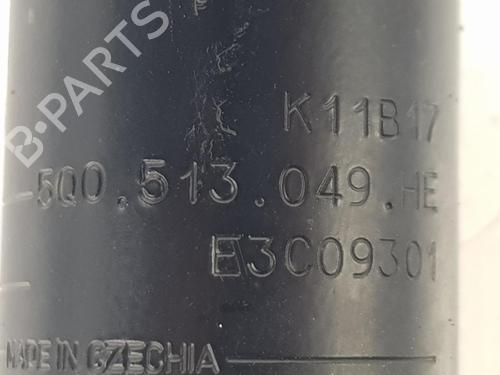 B-PARTS
K11B17
5Q0.513.049.HE
E3C09301
MADE IN CZECHIA